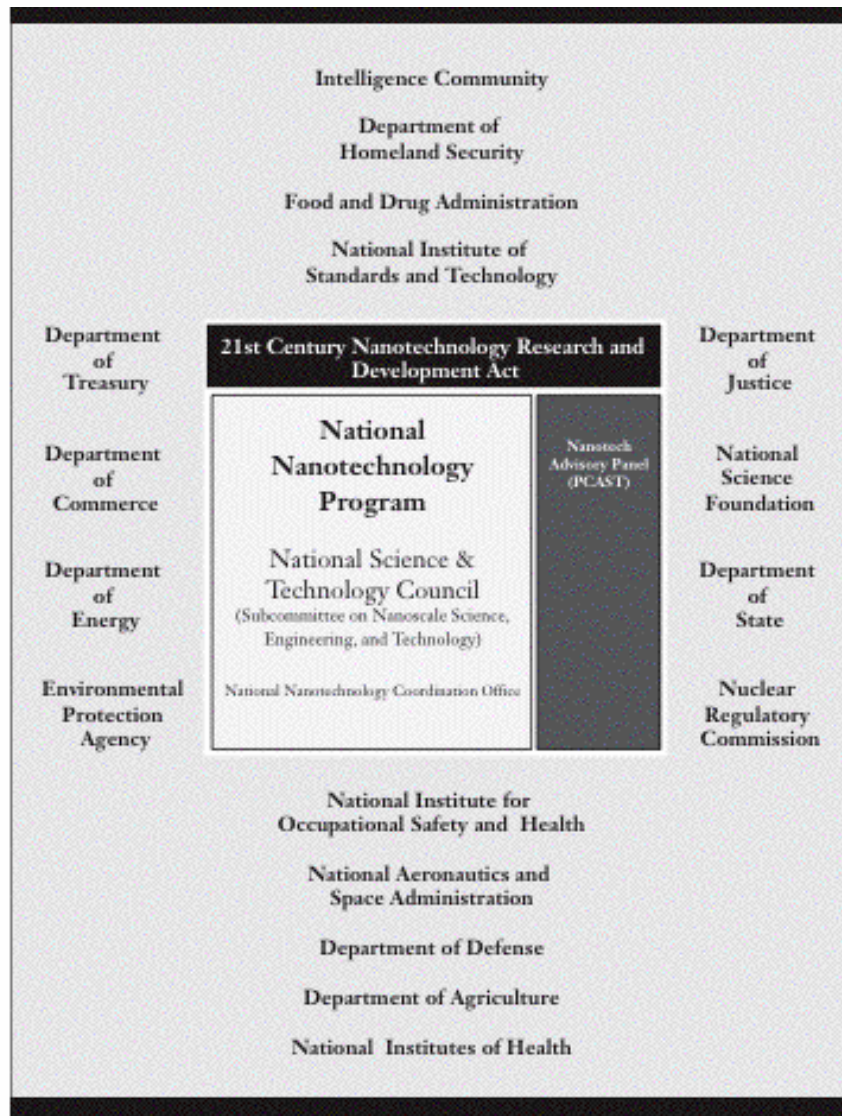 Intelligence Community
Department of
Homeland Security
Food and Drug Administration
National Institute of
Standards and Technology
Department
of
Treasury
Department
of
Commerce
Department
of
Energy
Environmental
Protection
Agency
21st Century Nanotechnology Research and
Development Act
National
Nanotechnology
Program
National Science &
Technology Council
(Subcommittee on Nanoscale Science,
Engineering, and Technology)
National Nanotechnology Coordination Office
Nanotech
Advisory Panel
(PCAST)
Department
of
Justice
National
Science
Foundation
Department
of
State
Nuclear
Regulatory
Commission
National Institute for
Occupational Safety and Health
National Aeronautics and
Space Administration
Department of Defense
Department of Agriculture
National Institutes of Health